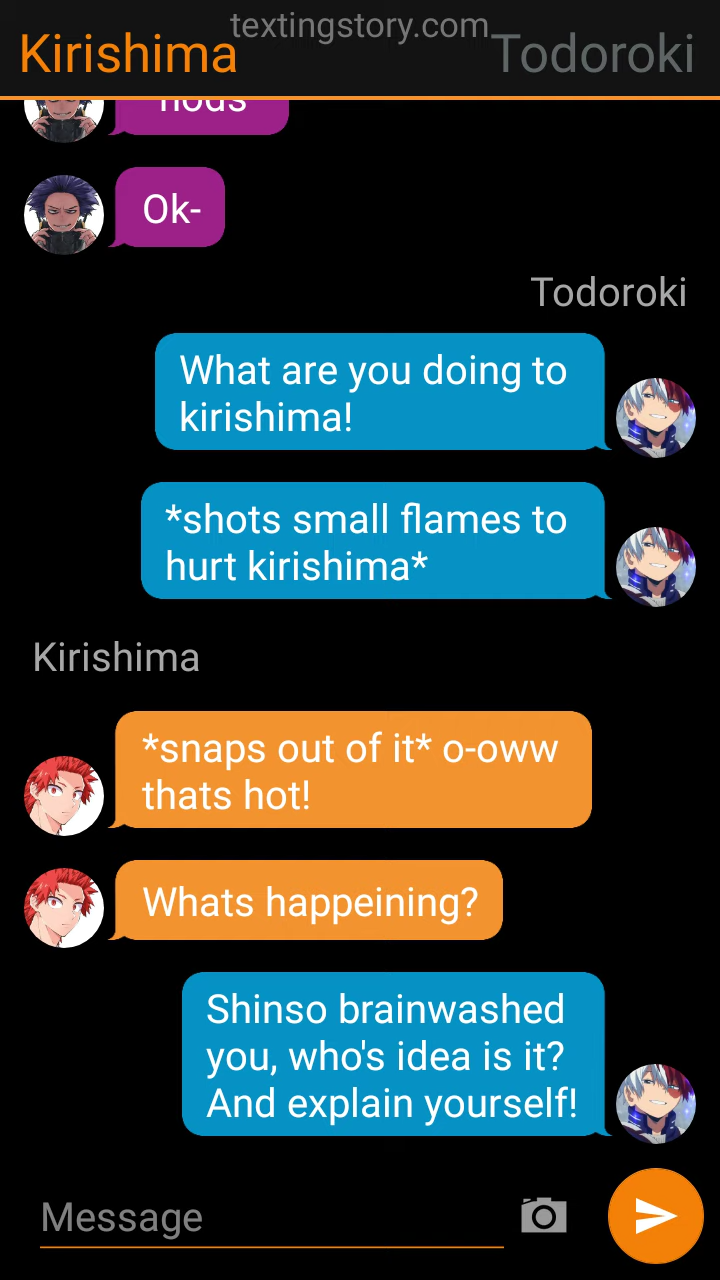 textingstory.com
Kirishima
Todoroki
nods
Ok-
Todoroki
What are you doing to
kirishima!
*shots small flames to
hurt kirishima*
Kirishima
*snaps out of it* o-oww
thats hot!
Whats happeining?
Shinso brainwashed
you, who's idea is it?
And explain yourself!
Message